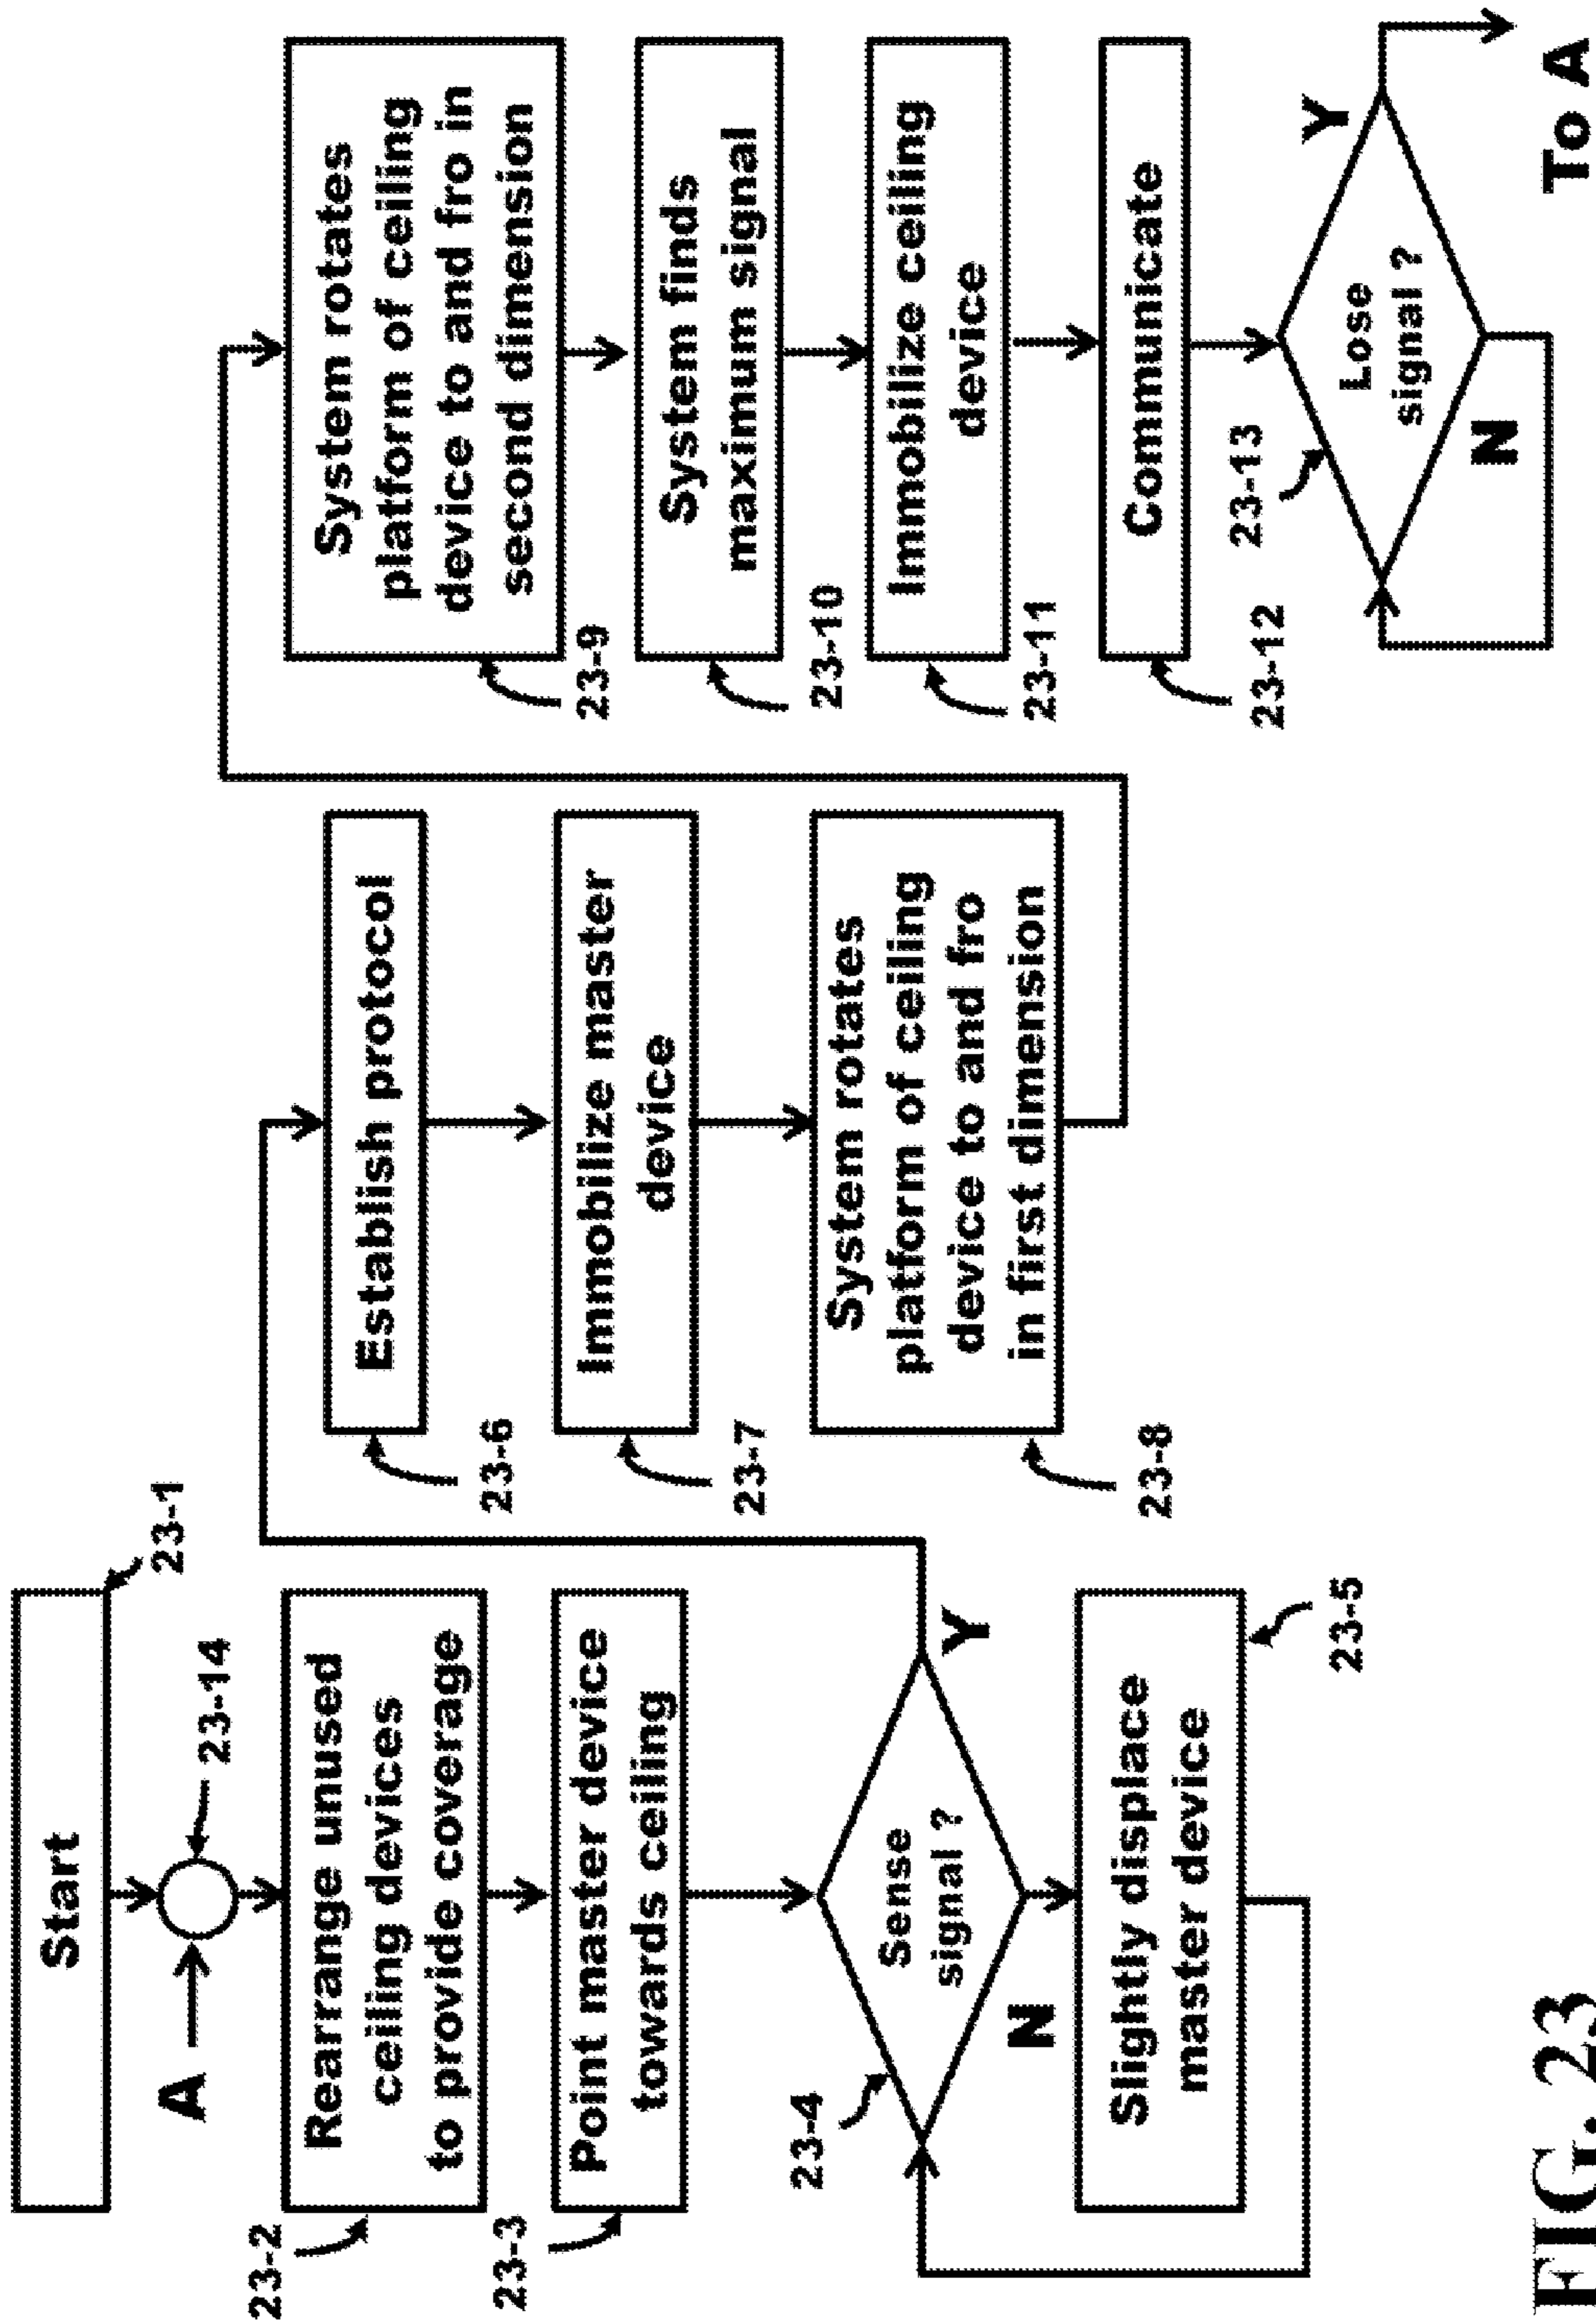 Start
23-1
A
23-14
Rearrange unused
ceiling devices
to provide coverage
23-2
Point master device
towards ceiling
23-3
Sense
signal ?
23-4
Y
N
Slightly displace
master device
23-5
Establish protocol
23-6
Immobilize master
device
23-7
System rotates
platform of ceiling
device to and fro
in first dimension
23-8
System rotates
platform of ceiling
device to and fro in
second dimension
23-9
System finds
maximum signal
23-10
Immobilize ceiling
device
23-11
Communicate
23-12
Lose
signal ?
23-13
Y
N
To A
FIG. 23